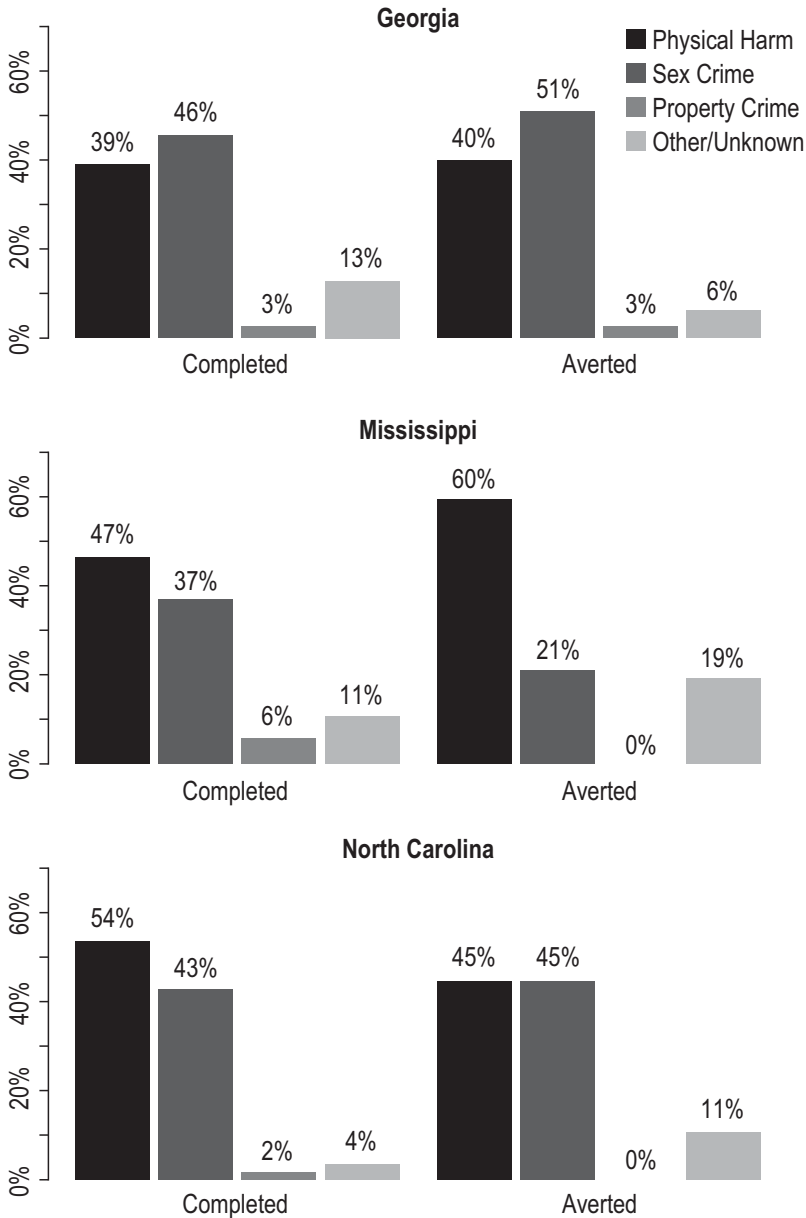 Georgia
Physical Harm
Sex Crime
Property Crime
Other/Unknown
60%
40%
20%
0%
39%
46%
3%
13%
40%
51%
3%
6%
Completed
Averted
Mississippi
60%
40%
20%
0%
47%
37%
6%
11%
60%
21%
0%
19%
Completed
Averted
North Carolina
60%
40%
20%
0%
54%
43%
2%
4%
45%
45%
0%
11%
Completed
Averted